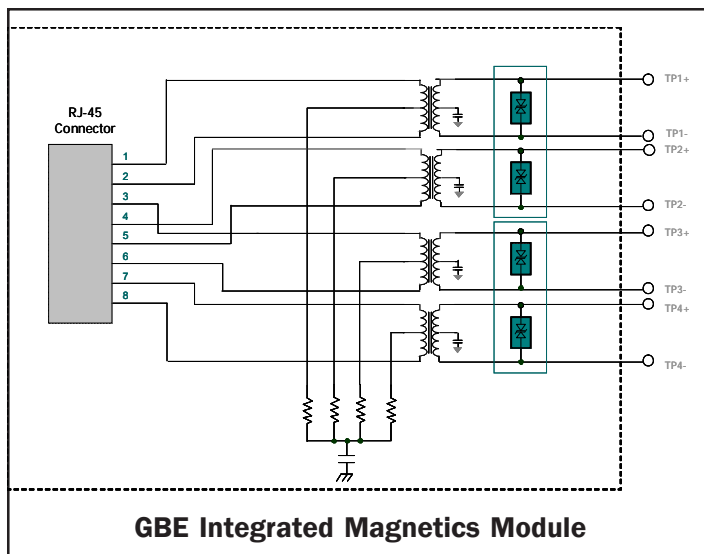 RJ-45
Connector
1
2
3
4
5
6
7
8
TP1+
TP1-
TP2+
TP2-
TP3+
TP3-
TP4+
TP4-
GBE Integrated Magnetics Module